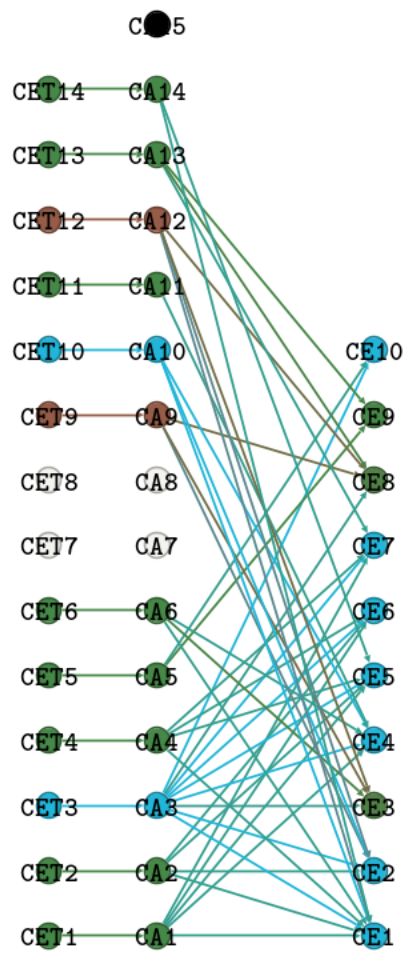 CA15
CET14 CA14
CET13 CA13
CET12 CA12
CET11 CA11
CET10 CA10 CE10
CET9 CA9 CE9
CET8 CA8 CE8
CET7 CA7 CE7
CET6 CA6 CE6
CET5 CA5 CE5
CET4 CA4 CE4
CET3 CA3 CE3
CET2 CA2 CE2
CET1 CA1 CE1